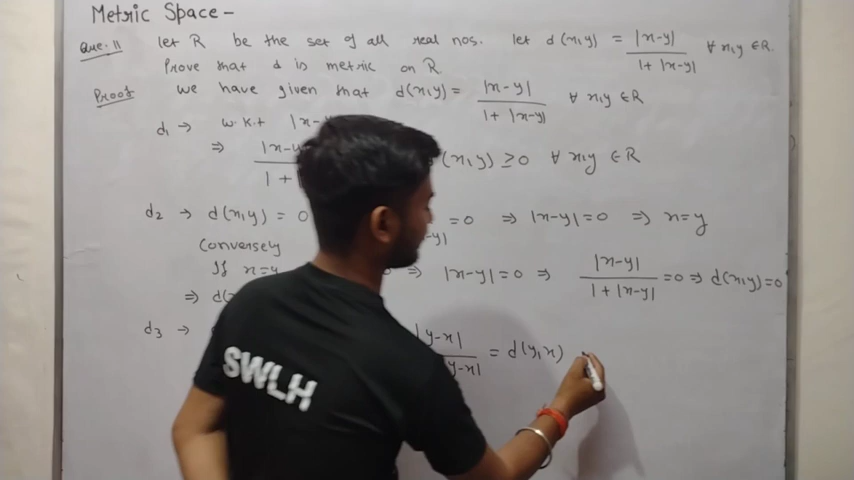 Metric Space -
Que. 11 let R be the set of all real nos. let d(x,y) = |x-y| / 1+ |x-y| ∀ x,y ∈ R.
Prove that d is metric on R
Proof we have given that d(x,y) = |x-y| / 1+ |x-y| ∀ x,y ∈ R
d1 → w.k.t |x-y
⇒ |x-y / 1+ (x,y) ≥ 0 ∀ x,y ∈ R
d2 → d(x,y) = 0 = 0 ⇒ |x-y| = 0 ⇒ x=y
Conversely
If x=y ⇒ |x-y| = 0 ⇒ |x-y| / 1+ |x-y| = 0 ⇒ d(x,y) = 0
⇒ d(
d3 → |y-x| / y-x| = d(y,x)
SWLH